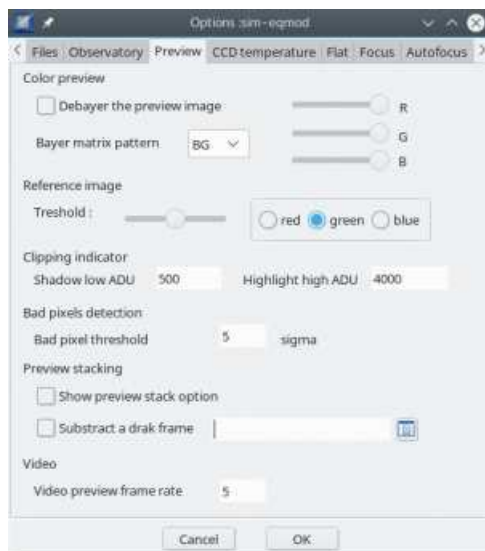 Options :sim-eqmod
Files Observatory Preview CCD temperature Flat Focus Autofocus
Color preview
Debayer the preview image
R
Bayer matrix pattern BG
G
B
Reference image
Treshold :
red green blue
Clipping indicator
Shadow low ADU 500 Highlight high ADU 4000
Bad pixels detection
Bad pixel threshold 5 sigma
Preview stacking
Show preview stack option
Substract a drak frame
Video
Video preview frame rate 5
Cancel OK